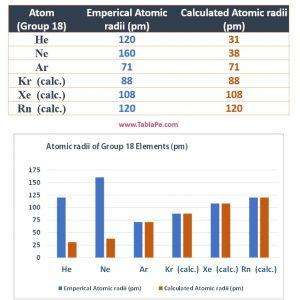 Atom Emperical Atomic Calculated Atomic radii
(Group 18) radii (pm) (pm)
He 120 31
Ne 160 38
Ar 71 71
Kr (calc.) 88 88
Xe (calc.) 108 108
Rn (calc.) 120 120
www.TablaPe.com
Atomic radii of Group 18 Elements (pm)
175
150
125
100
75
50
25
0
He Ne Ar Kr (calc.) Xe (calc.) Rn (calc.)
Emperical Atomic radii (pm) Calculated Atomic radii (pm)